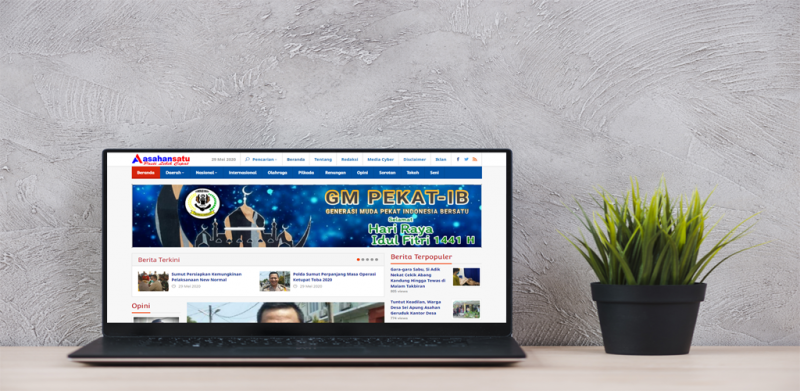 asahansatu
Pasti Lebih Cepat
29 Mei 2020
Pencarian
Beranda
Tentang
Redaksi
Media Cyber
Disclaimer
Iklan
Beranda
Daerah
Nasional
Internasional
Olahraga
Pilkada
Renungan
Opini
Sorotan
Tokoh
Seni
GM PEKAT-IB
GENERASI MUDA PEKAT INDONESIA BERSATU
Selamat
Hari Raya
Idul Fitri 1441 H
Berita Terkini
Sumut Persiapkan Kemungkinan
Pelaksanaan New Normal
29 Mei 2020
Polda Sumut Perpanjang Masa Operasi
Ketupat Toba 2020
29 Mei 2020
Berita Terpopuler
Gara-gara Sabu, Si Adik
Nekat Cekik Abang
Kandung Hingga Tewas di
Malam Takbiran
Tuntut Keadilan, Warga
Desa Sei Apung Asahan
Geruduk Kantor Desa
Opini